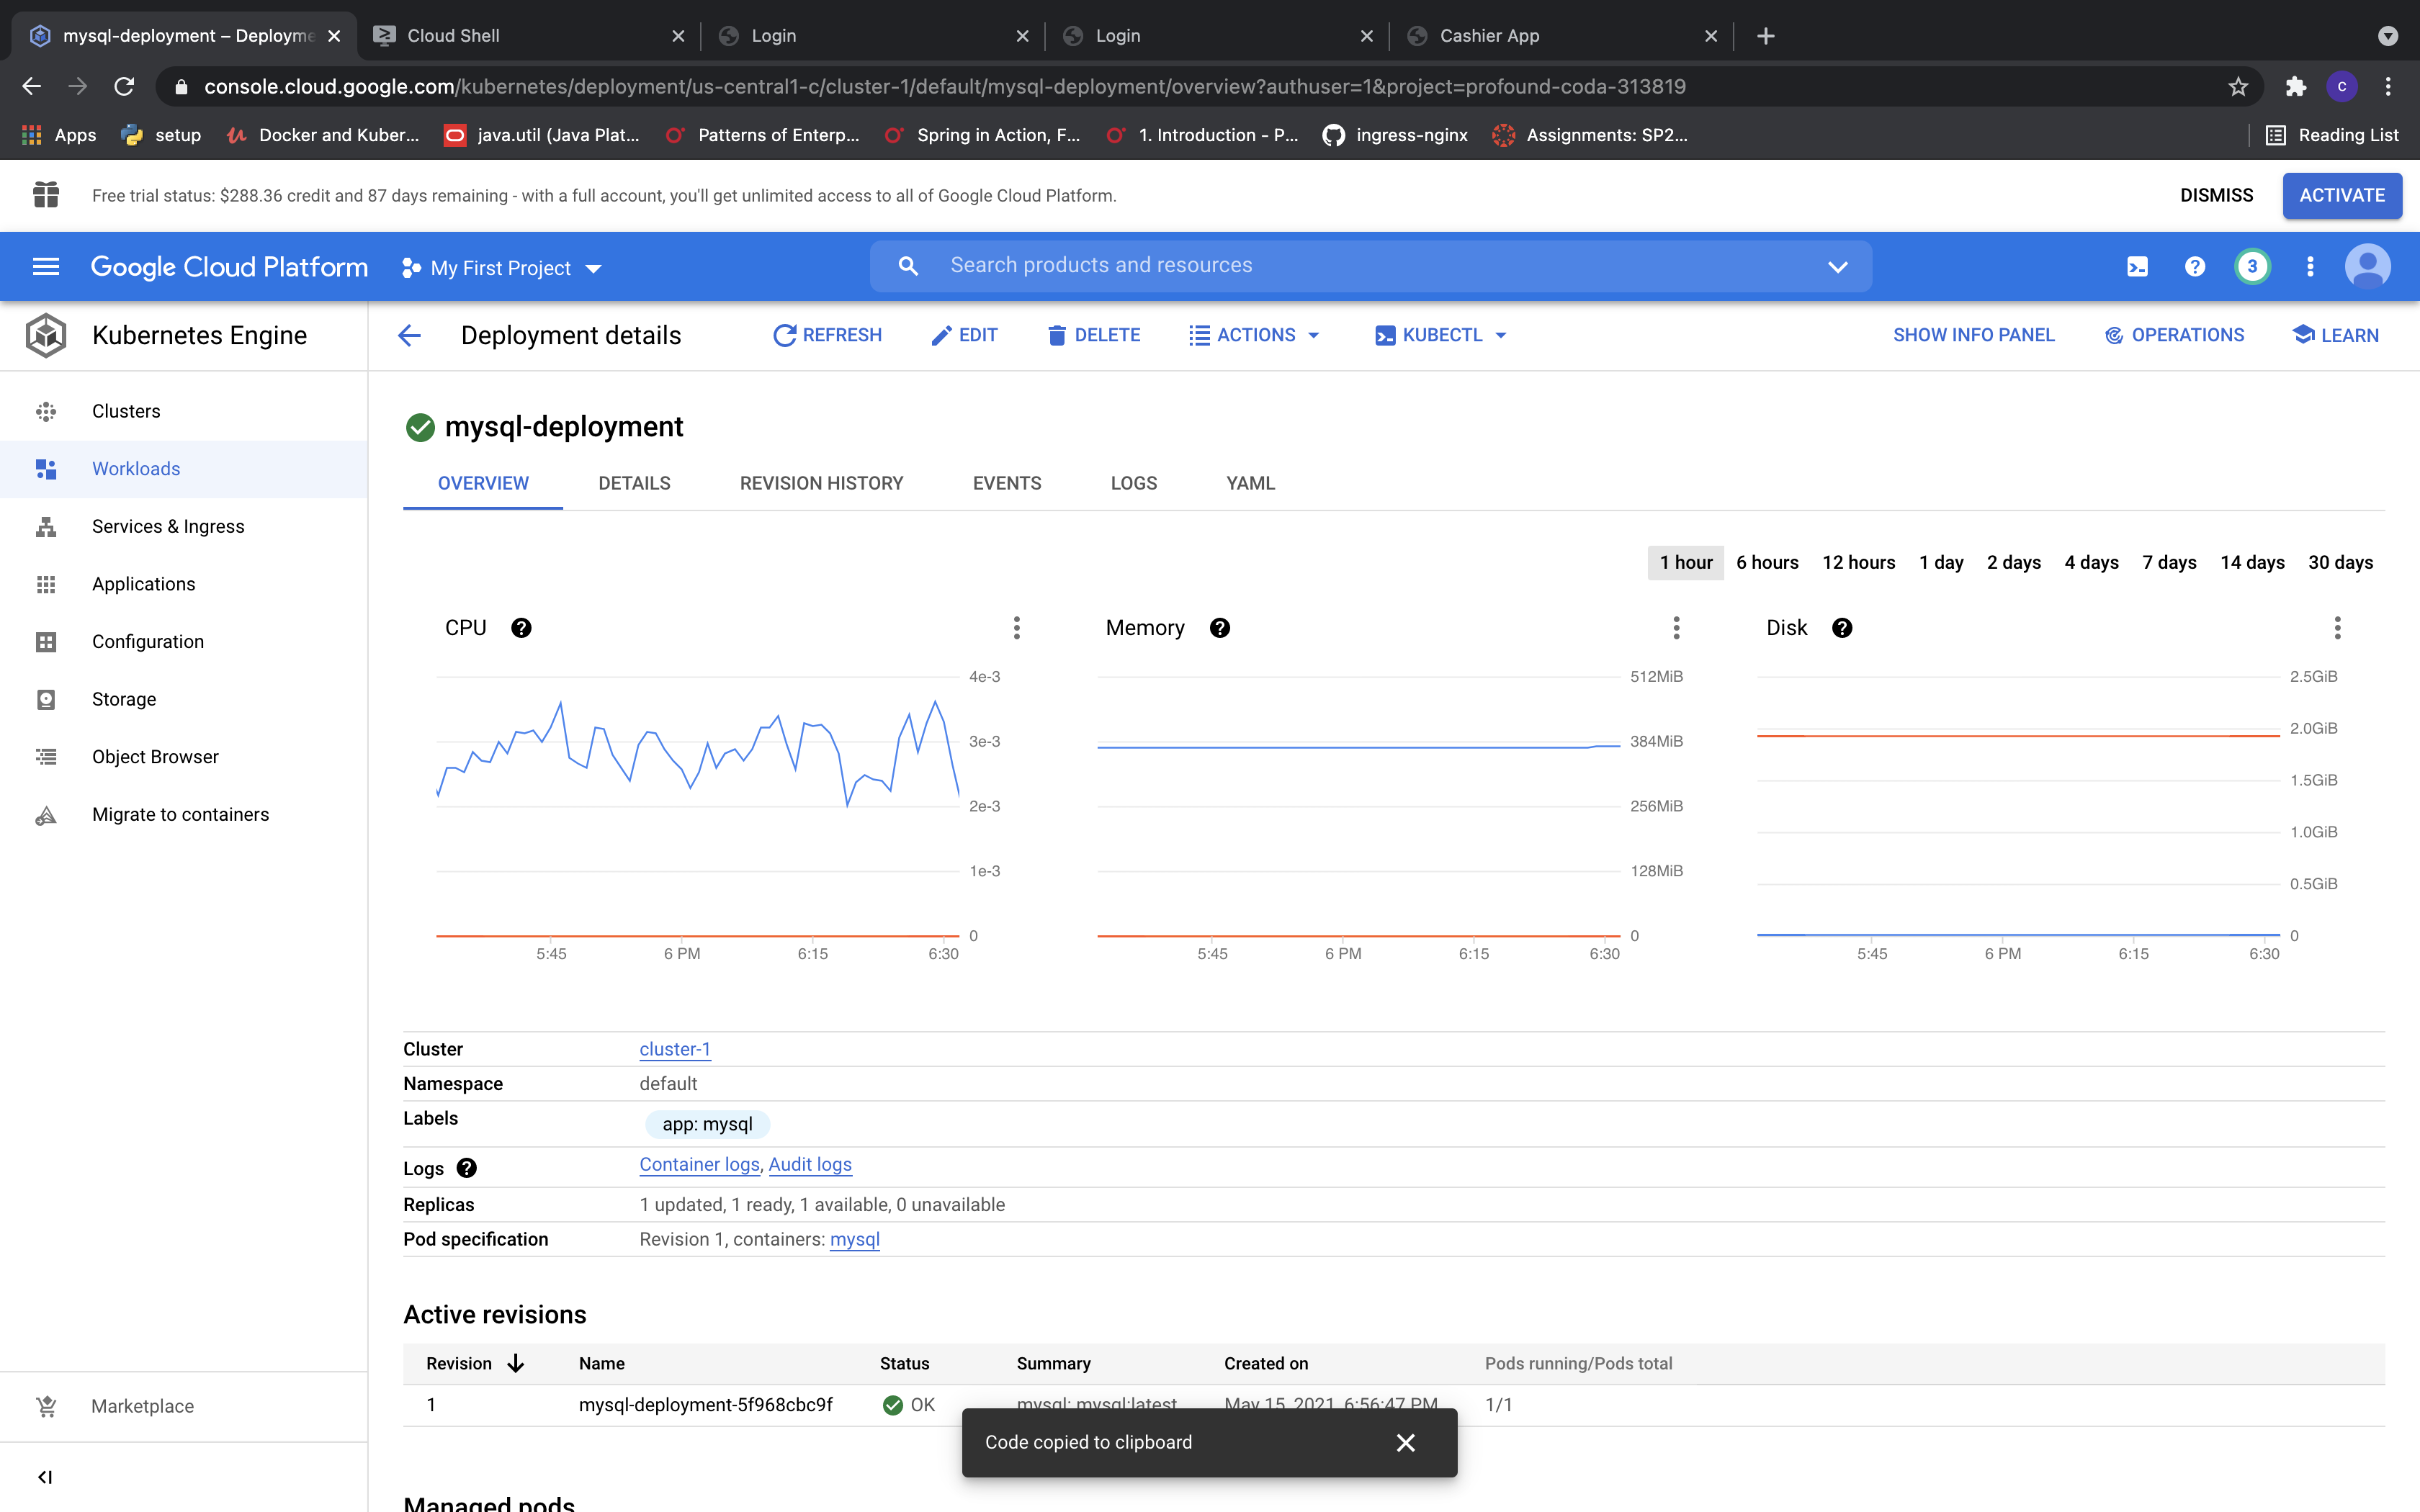 mysql-deployment – Deployme
Cloud Shell
Login
Login
Cashier App
console.cloud.google.com/kubernetes/deployment/us-central1-c/cluster-1/default/mysql-deployment/overview?authuser=1&project=profound-coda-313819
C
Apps
setup
Docker and Kuber...
java.util (Java Plat...
Patterns of Enterp...
Spring in Action, F...
1. Introduction - P...
ingress-nginx
Assignments: SP2...
Reading List
Free trial status: $288.36 credit and 87 days remaining - with a full account, you'll get unlimited access to all of Google Cloud Platform.
DISMISS
ACTIVATE
Google Cloud Platform
My First Project
Search products and resources
3
Kubernetes Engine
Deployment details
REFRESH
EDIT
DELETE
ACTIONS
KUBECTL
SHOW INFO PANEL
OPERATIONS
LEARN
Clusters
Workloads
Services & Ingress
Applications
Configuration
Storage
Object Browser
Migrate to containers
Marketplace
mysql-deployment
OVERVIEW
DETAILS
REVISION HISTORY
EVENTS
LOGS
YAML
1 hour
6 hours
12 hours
1 day
2 days
4 days
7 days
14 days
30 days
CPU
4e-3
3e-3
2e-3
1e-3
0
5:45
6 PM
6:15
6:30
Memory
512MiB
384MiB
256MiB
128MiB
0
5:45
6 PM
6:15
6:30
Disk
2.5GiB
2.0GiB
1.5GiB
1.0GiB
0.5GiB
0
5:45
6 PM
6:15
6:30
Cluster cluster-1
Namespace default
Labels app: mysql
Logs Container logs, Audit logs
Replicas 1 updated, 1 ready, 1 available, 0 unavailable
Pod specification Revision 1, containers: mysql
Active revisions
Revision Name Status Summary Created on Pods running/Pods total
1 mysql-deployment-5f968cbc9f OK mysql: mysql:latest May 15, 2021, 6:56:47 PM 1/1
Code copied to clipboard
Managed pods